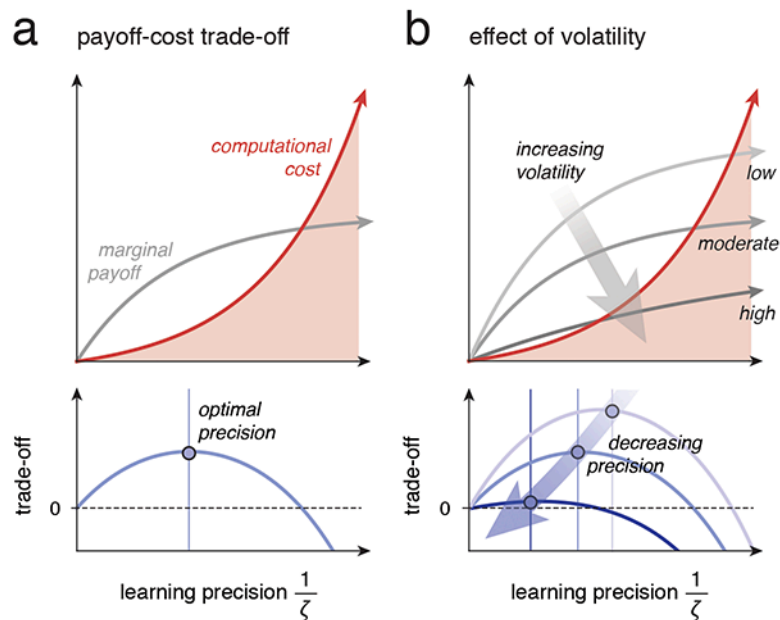 a payoff-cost trade-off
computational
cost
marginal
payoff
optimal
precision
trade-off
0
learning precision 1/ζ
b effect of volatility
increasing
volatility
low
moderate
high
decreasing
precision
trade-off
0
learning precision 1/ζ